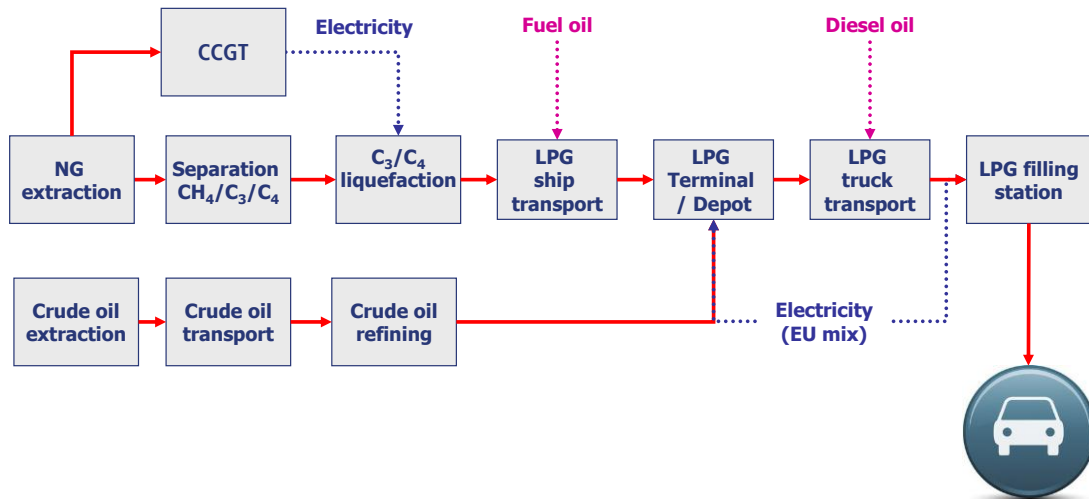 Electricity
Fuel oil
Diesel oil
CCGT
NG
extraction
Separation
CH₄/C₃/C₄
C₃/C₄
liquefaction
LPG
ship
transport
LPG
Terminal
/ Depot
LPG
truck
transport
LPG filling
station
Crude oil
extraction
Crude oil
transport
Crude oil
refining
Electricity
(EU mix)